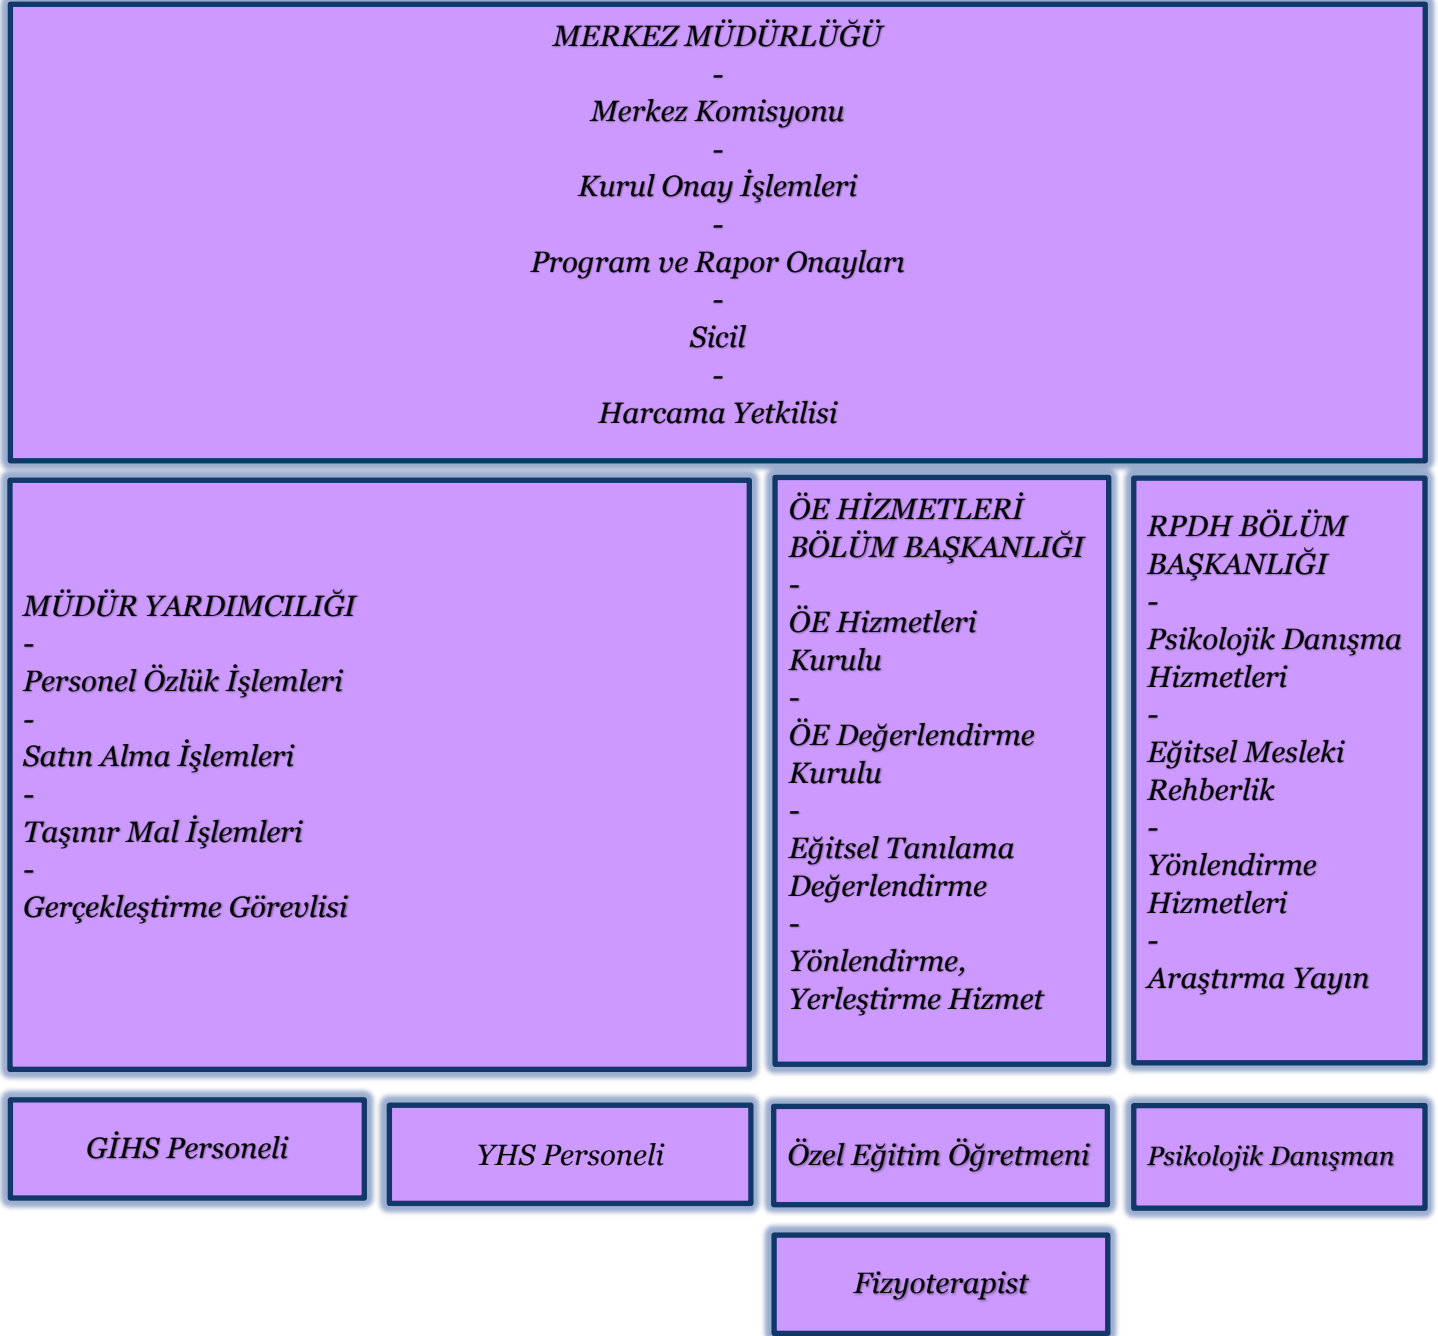 MERKEZ MÜDÜRLÜĞÜ
-
Merkez Komisyonu
-
Kurul Onay İşlemleri
-
Program ve Rapor Onayları
-
Sicil
-
Harcama Yetkilisi
MÜDÜR YARDIMCILIĞI
-
Personel Özlük İşlemleri
-
Satın Alma İşlemleri
-
Taşınır Mal İşlemleri
-
Gerçekleştirme Görevlisi
ÖE HİZMETLERİ
BÖLÜM BAŞKANLIĞI
-
ÖE Hizmetleri
Kurulu
-
ÖE Değerlendirme
Kurulu
-
Eğitsel Tanılama
Değerlendirme
-
Yönlendirme,
Yerleştirme Hizmet
RPDH BÖLÜM
BAŞKANLIĞI
-
Psikolojik Danışma
Hizmetleri
-
Eğitsel Mesleki
Rehberlik
-
Yönlendirme
Hizmetleri
-
Araştırma Yayın
GİHS Personeli
YHS Personeli
Özel Eğitim Öğretmeni
Psikolojik Danışman
Fizyoterapist